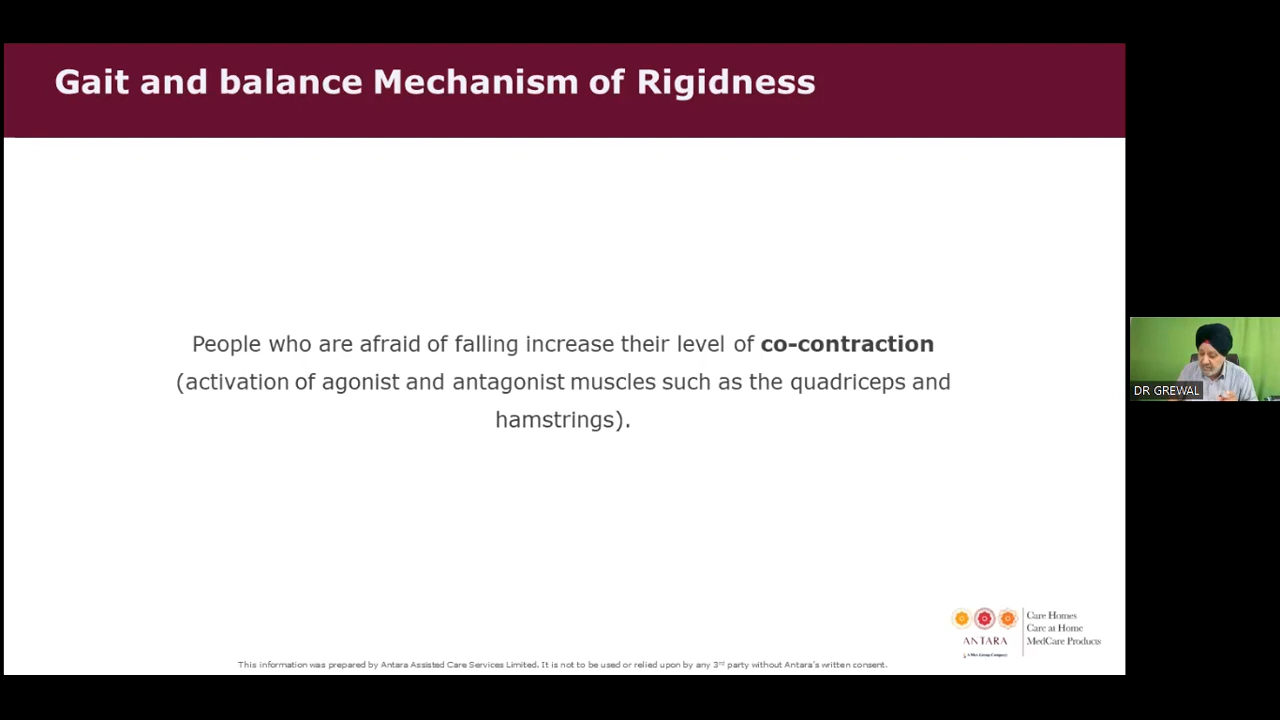 Gait and balance Mechanism of Rigidness
People who are afraid of falling increase their level of co-contraction
(activation of agonist and antagonist muscles such as the quadriceps and
hamstrings).
DR GREWAL
Care Homes
Care at Home
MedCare Products
ANTARA
A Max Group Company
This information was prepared by Antara Assisted Care Services Limited. It is not to be used or relied upon by any 3rd party without Antara's written consent.